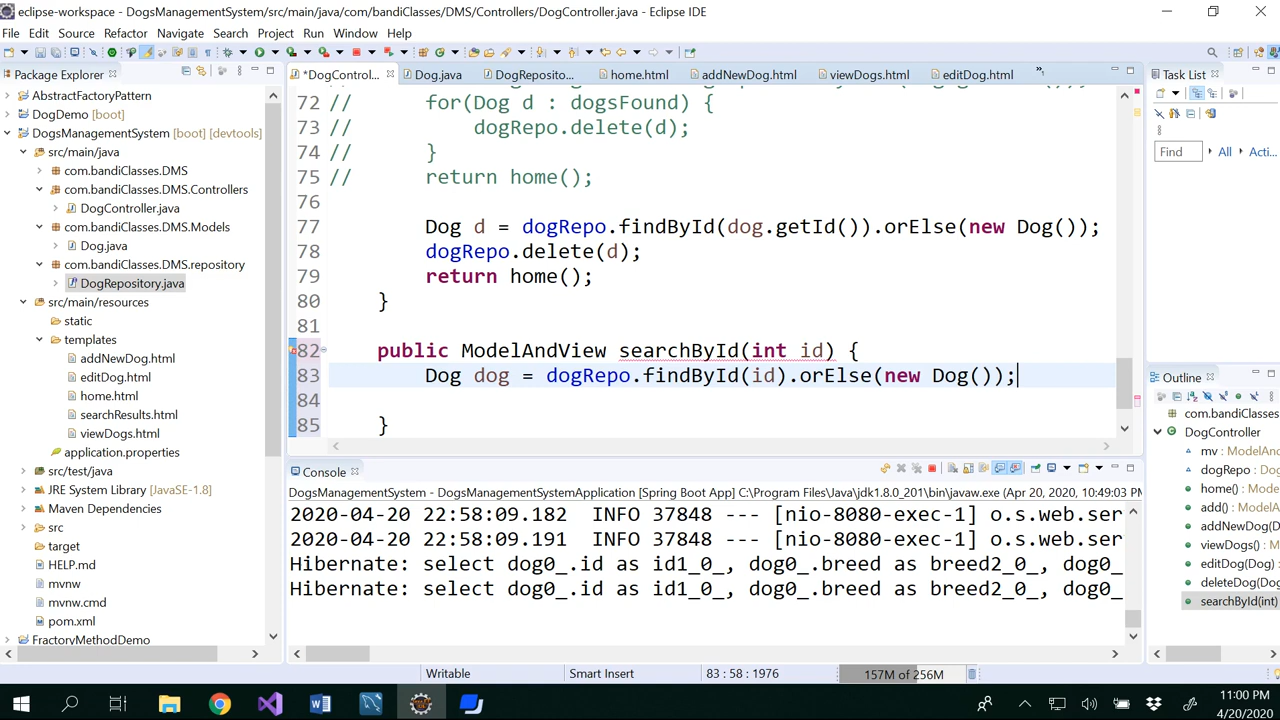 eclipse-workspace - DogsManagementSystem/src/main/java/com/bandiClasses/DMS/Controllers/DogController.java - Eclipse IDE
File Edit Source Refactor Navigate Search Project Run Window Help
Package Explorer
*DogControl... Dog.java DogReposito... home.html addNewDog.html viewDogs.html editDog.html
Task List
AbstractFactoryPattern
DogDemo [boot]
DogsManagementSystem [boot] [devtools]
src/main/java
com.bandiClasses.DMS
com.bandiClasses.DMS.Controllers
DogController.java
com.bandiClasses.DMS.Models
Dog.java
com.bandiClasses.DMS.repository
DogRepository.java
src/main/resources
static
templates
addNewDog.html
editDog.html
home.html
searchResults.html
viewDogs.html
application.properties
src/test/java
JRE System Library [JavaSE-1.8]
Maven Dependencies
src
target
HELP.md
mvnw
mvnw.cmd
pom.xml
FractoryMethodDemo
72 // for(Dog d : dogsFound) {
73 // dogRepo.delete(d);
74 // }
75 // return home();
76
77 Dog d = dogRepo.findById(dog.getId()).orElse(new Dog());
78 dogRepo.delete(d);
79 return home();
80 }
81
82 public ModelAndView searchById(int id) {
83 Dog dog = dogRepo.findById(id).orElse(new Dog());
84
85 }
Find All Acti...
Outline
com.bandiClasses
DogController
mv : ModelAnd
dogRepo : Dog
home() : Mode
add() : ModelA
addNewDog(D
viewDogs() : M
editDog(Dog) :
deleteDog(Dog
searchById(int)
Console
DogsManagementSystem - DogsManagementSystemApplication [Spring Boot App] C:\Program Files\Java\jdk1.8.0_201\bin\javaw.exe (Apr 20, 2020, 10:49:03 PM
2020-04-20 22:58:09.182 INFO 37848 --- [nio-8080-exec-1] o.s.web.ser
2020-04-20 22:58:09.191 INFO 37848 --- [nio-8080-exec-1] o.s.web.ser
Hibernate: select dog0_.id as id1_0_, dog0_.breed as breed2_0_, dog0_
Hibernate: select dog0_.id as id1_0_, dog0_.breed as breed2_0_, dog0_
Writable Smart Insert 83 : 58 : 1976 157M of 256M
11:00 PM
4/20/2020